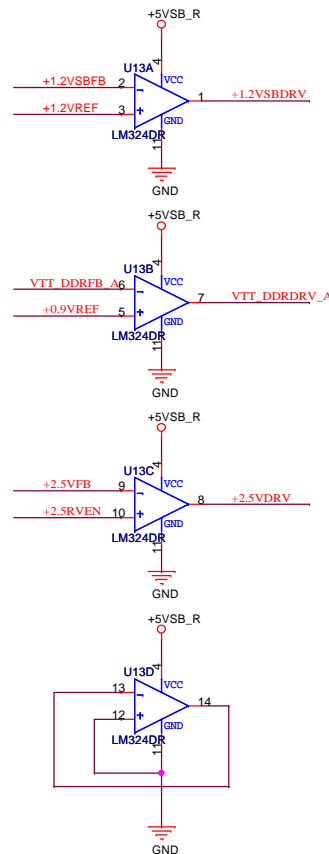 +5VSB_R
U13A
4
VCC
+1.2VSBFB 2
-
1 +1.2VSBDRV
+1.2VREF 3
+
GND
LM324DR
11
GND
+5VSB_R
U13B
4
VCC
VTT_DDRFB_A 6
-
7 VTT_DDRDRV_A
+0.9VREF 5
+
GND
LM324DR
11
GND
+5VSB_R
U13C
4
VCC
+2.5VFB 9
-
8 +2.5VDRV
+2.5RVEN 10
+
GND
LM324DR
11
GND
+5VSB_R
U13D
4
VCC
13
-
14
12
+
GND
LM324DR
11
GND